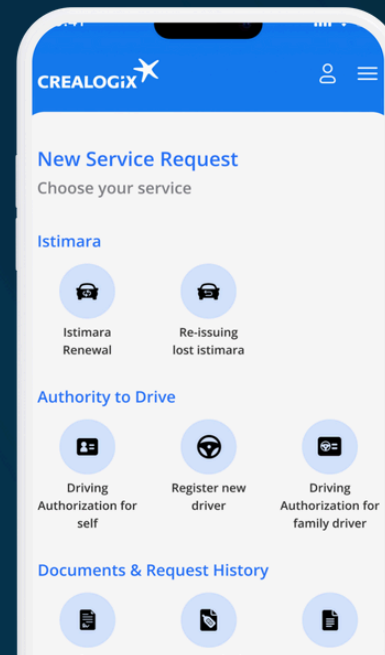 CREALOGiX
New Service Request
Choose your service
Istimara
Istimara
Renewal
Re-issuing
lost istimara
Authority to Drive
Driving
Authorization for
self
Register new
driver
Driving
Authorization for
family driver
Documents & Request History